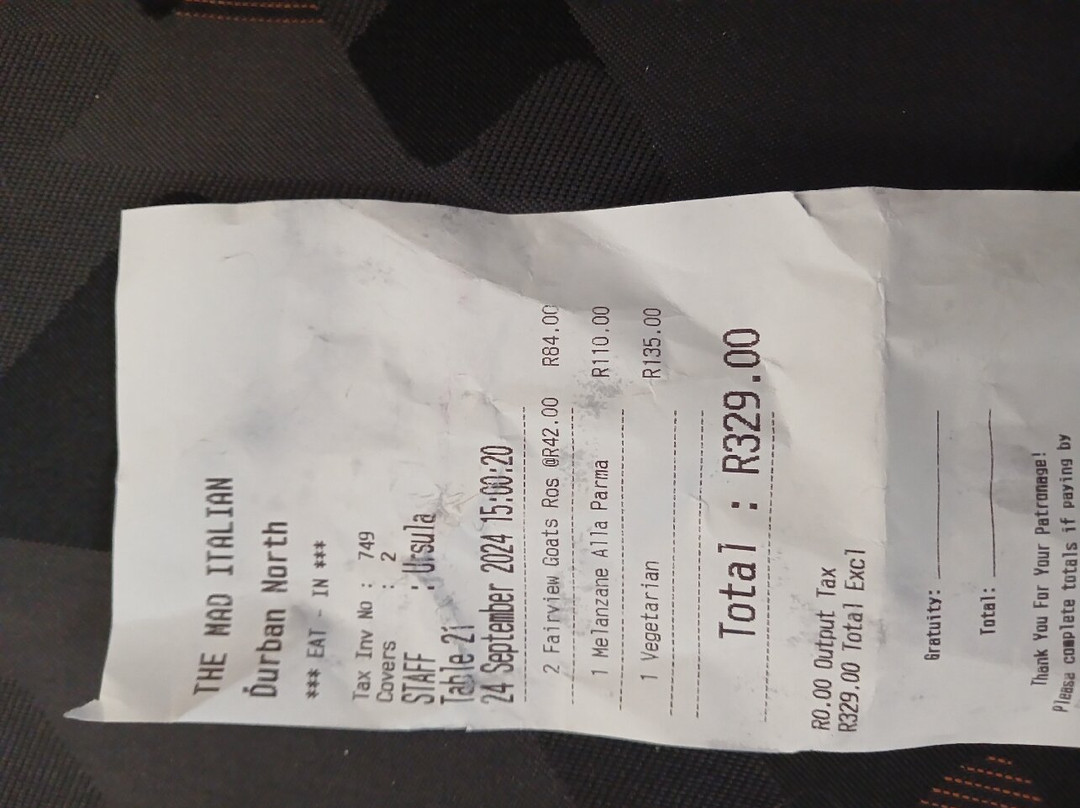 THE MAD ITALIAN
Durban North
*** EAT - IN ***
Tax Inv No : 749
Covers : 2
STAFF : Ursula
Table 21
24 September 2024 15:00:20
2 Fairview Goats Ros @R42.00 R84.00
1 Melanzane Alla Parma R110.00
1 Vegetarian R135.00
Total : R329.00
R0.00 Output Tax
R329.00 Total Excl
Gratuity:
Total:
Thank You For Your Patronage!
Please complete totals if paying by